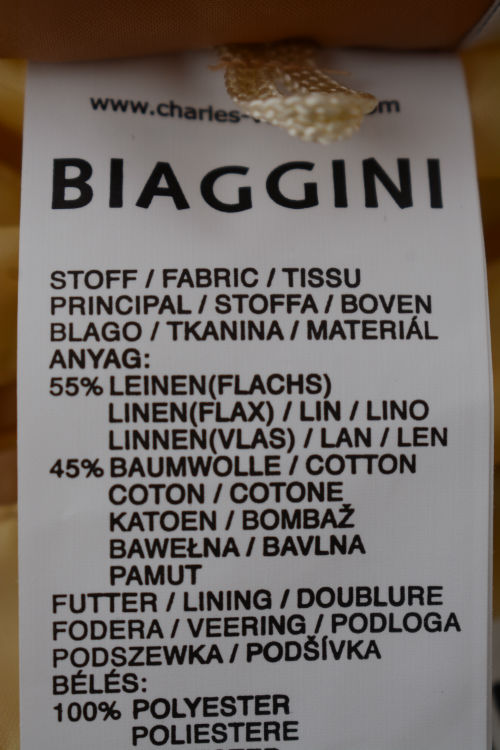 www.charles-
BIAGGINI
STOFF / FABRIC / TISSU
PRINCIPAL / STOFFA / BOVEN
BLAGO / TKANINA / MATERIÁL
ANYAG:
55% LEINEN(FLACHS)
LINEN(FLAX) / LIN / LINO
LINNEN(VLAS) / LAN / LEN
45% BAUMWOLLE / COTTON
COTON / COTONE
KATOEN / BOMBAŽ
BAWEŁNA / BAVLNA
PAMUT
FUTTER / LINING / DOUBLURE
FODERA / VEERING / PODLOGA
PODSZEWKA / PODŠÍVKA
BÉLÉS:
100% POLYESTER
POLIESTERE